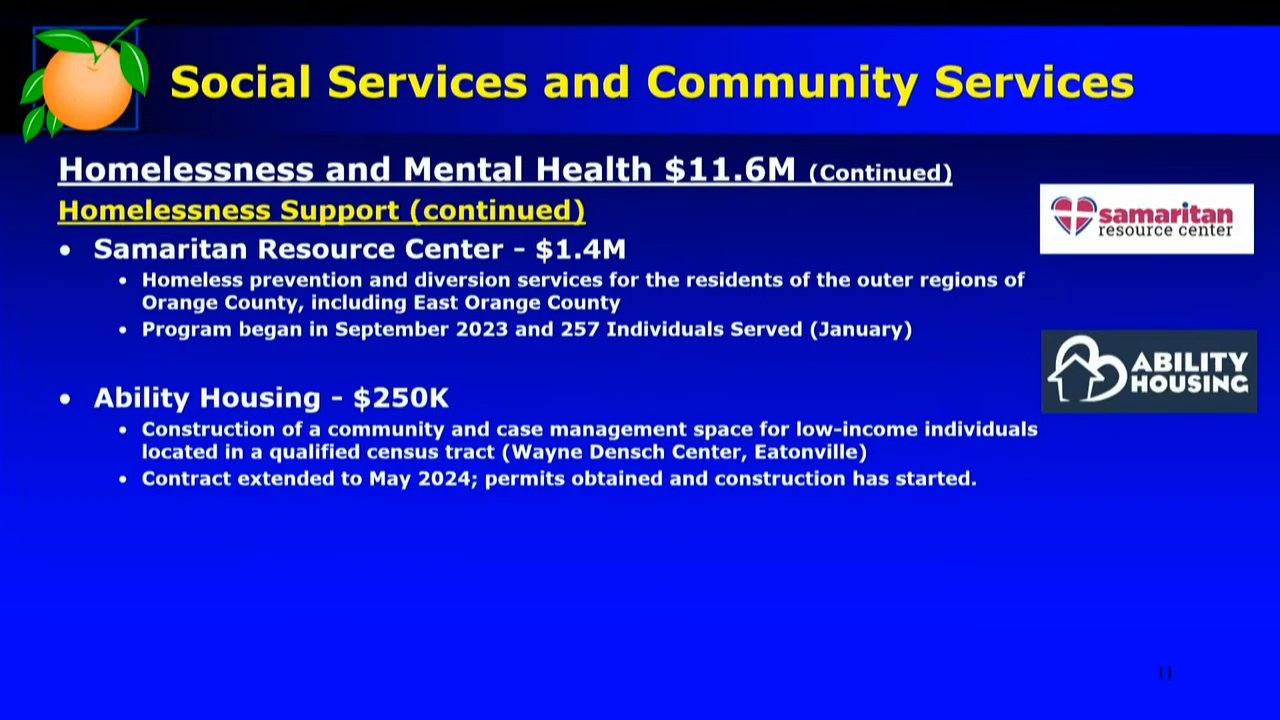 Social Services and Community Services
Homelessness and Mental Health $11.6M (Continued)
Homelessness Support (continued)
• Samaritan Resource Center - $1.4M
• Homeless prevention and diversion services for the residents of the outer regions of
Orange County, including East Orange County
• Program began in September 2023 and 257 Individuals Served (January)
samaritan
resource center
• Ability Housing - $250K
• Construction of a community and case management space for low-income individuals
located in a qualified census tract (Wayne Densch Center, Eatonville)
• Contract extended to May 2024; permits obtained and construction has started.
ABILITY
HOUSING
11